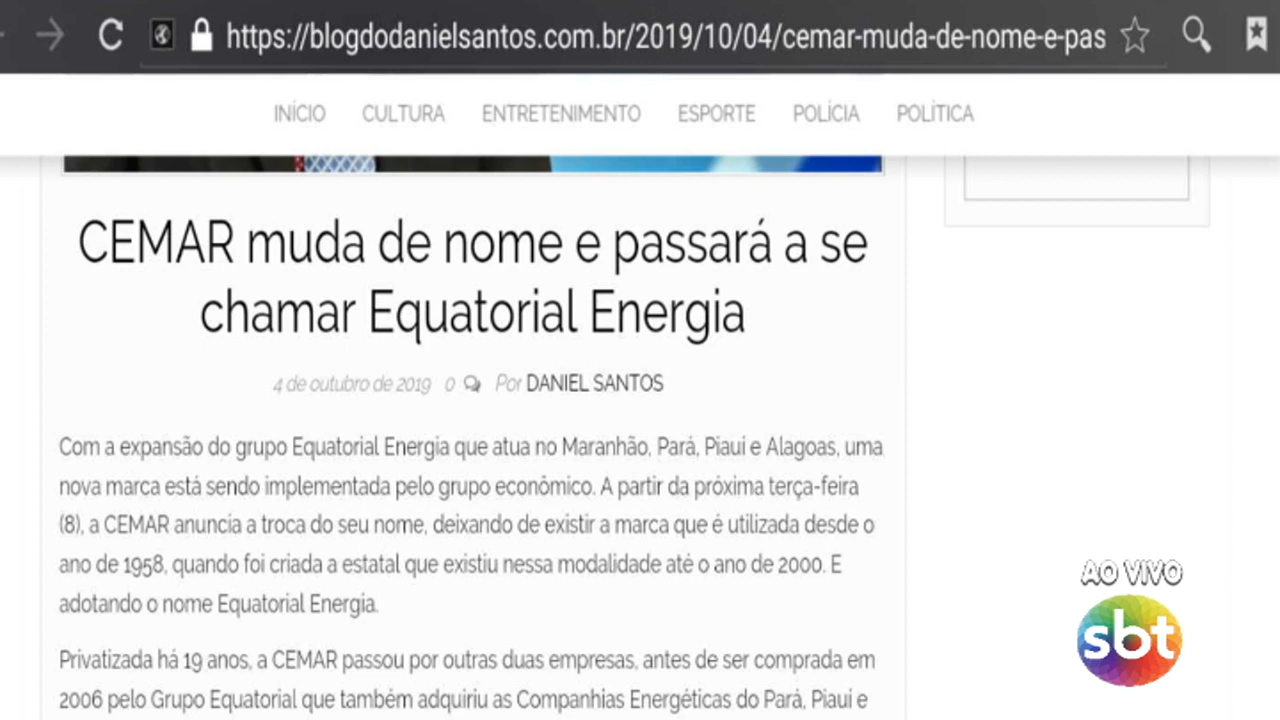 https://blogdodanielsantos.com.br/2019/10/04/cemar-muda-de-nome-e-pas
INÍCIO CULTURA ENTRETENIMENTO ESPORTE POLÍCIA POLÍTICA
CEMAR muda de nome e passará a se
chamar Equatorial Energia
4 de outubro de 2019 0 Por DANIEL SANTOS
Com a expansão do grupo Equatorial Energia que atua no Maranhão, Pará, Piauí e Alagoas, uma
nova marca está sendo implementada pelo grupo econômico. A partir da próxima terça-feira
(8), a CEMAR anuncia a troca do seu nome, deixando de existir a marca que é utilizada desde o
ano de 1958, quando foi criada a estatal que existiu nessa modalidade até o ano de 2000. E
adotando o nome Equatorial Energia.
Privatizada há 19 anos, a CEMAR passou por outras duas empresas, antes de ser comprada em
2006 pelo Grupo Equatorial que também adquiriu as Companhias Energéticas do Pará, Piauí e
AO VIVO
sbt